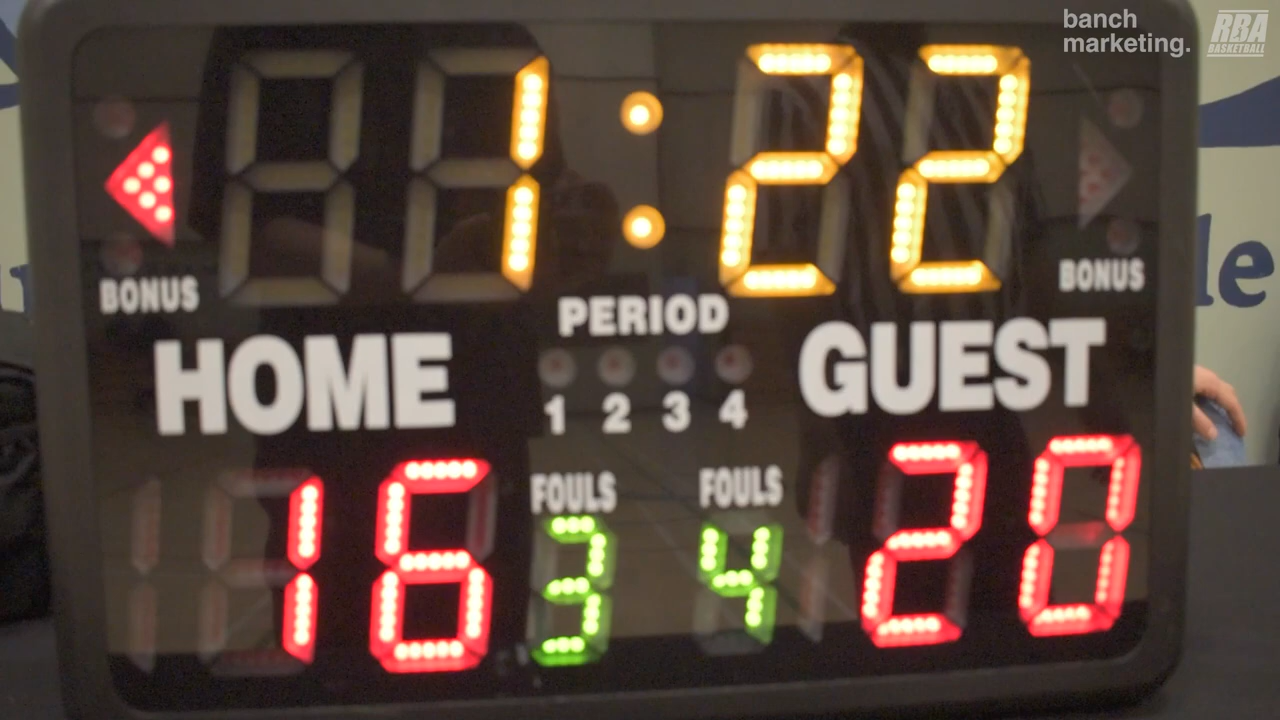 banch
marketing.
RBA
BASKETBALL
1:22
BONUS
BONUS
PERIOD
HOME
GUEST
1 2 3 4
FOULS
FOULS
16
3
4
20
le